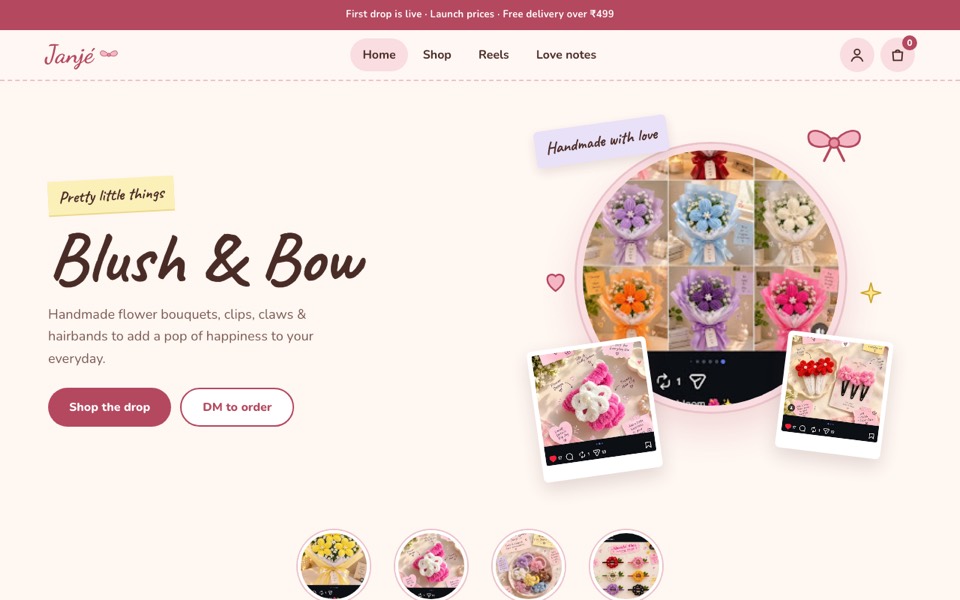 First drop is live · Launch prices · Free delivery over ₹499
Janjé
Home
Shop
Reels
Love notes
0
Handmade with love
Pretty little things
Blush & Bow
Handmade flower bouquets, clips, claws &
hairbands to add a pop of happiness to your
everyday.
Shop the drop
DM to order
1